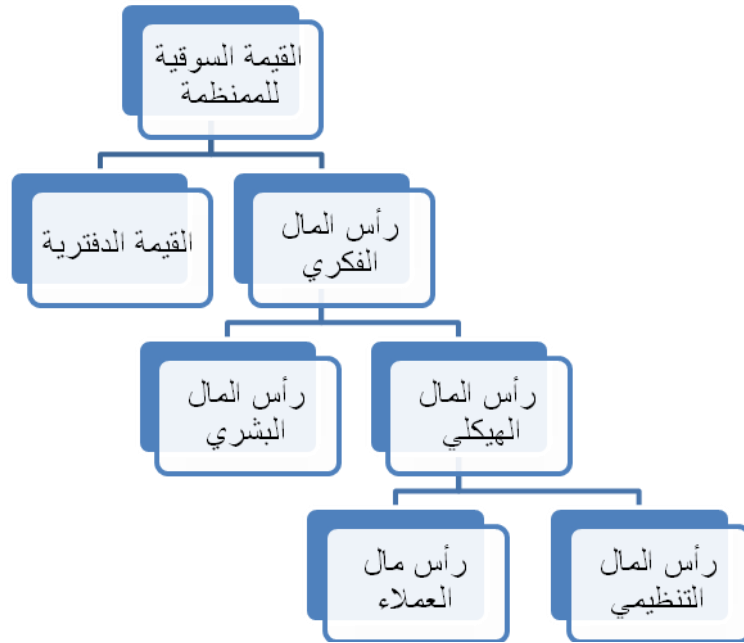 القيمة السوقية
للممنظمة
رأس المال
الفكري
القيمة الدفترية
رأس المال
الهيكلي
رأس المال
البشري
رأس المال
التنظيمي
رأس مال
العملاء